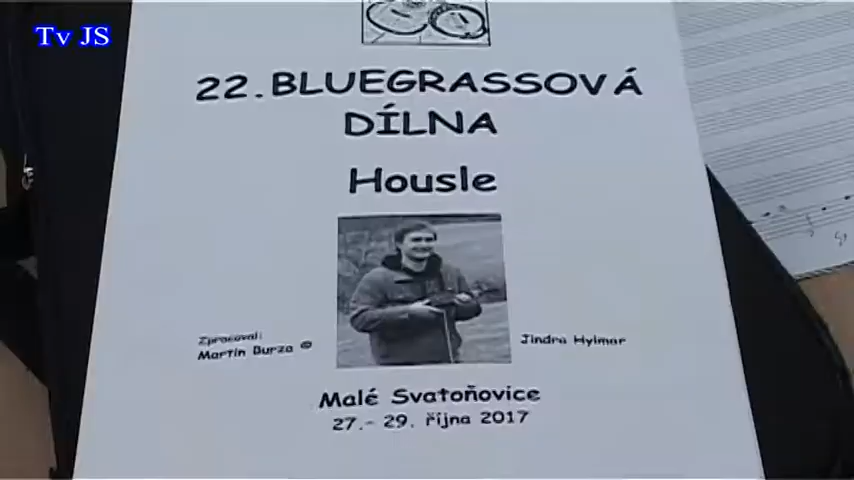 Tv JS
22. BLUEGRASSOVÁ
DÍLNA
Housle
Zpracoval:
Martin Burza ©
Jindra Hylmar
Malé Svatoňovice
27.- 29. října 2017